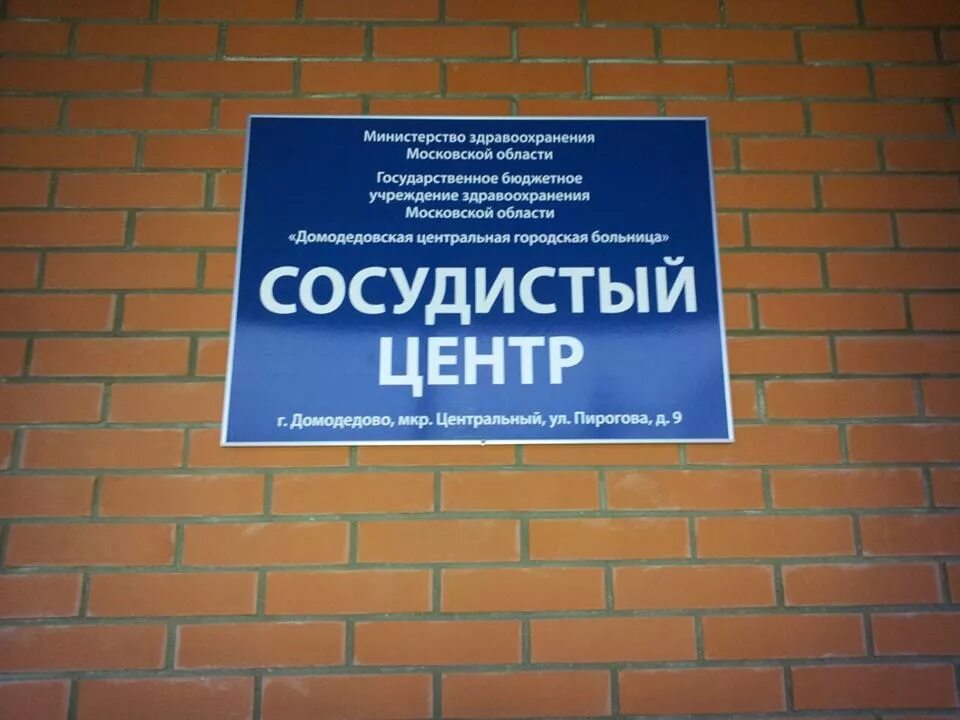 Министерство здравоохранения
Московской области
Государственное бюджетное
учреждение здравоохранения
Московской области
«Домодедовская центральная городская больница»
СОСУДИСТЫЙ
ЦЕНТР
г. Домодедово, мкр. Центральный, ул. Пирогова, д. 9